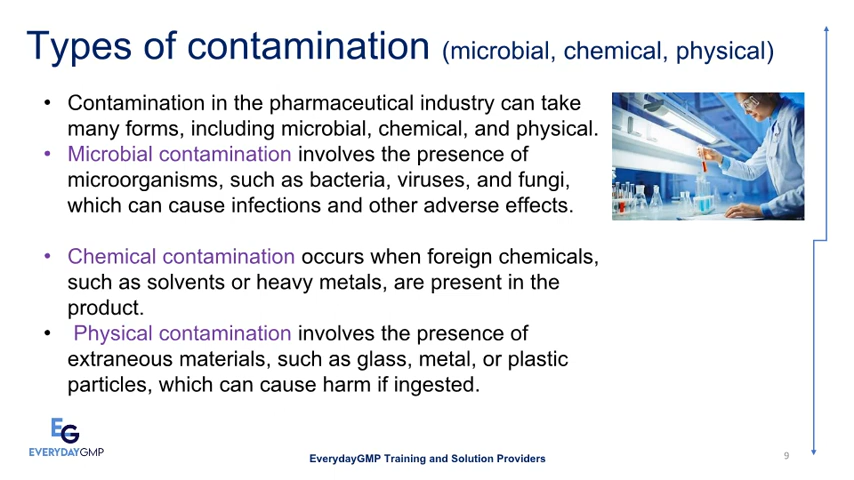 Types of contamination (microbial, chemical, physical)
• Contamination in the pharmaceutical industry can take
many forms, including microbial, chemical, and physical.
• Microbial contamination involves the presence of
microorganisms, such as bacteria, viruses, and fungi,
which can cause infections and other adverse effects.
• Chemical contamination occurs when foreign chemicals,
such as solvents or heavy metals, are present in the
product.
• Physical contamination involves the presence of
extraneous materials, such as glass, metal, or plastic
particles, which can cause harm if ingested.
EG
EVERYDAYGMP
EverydayGMP Training and Solution Providers
9